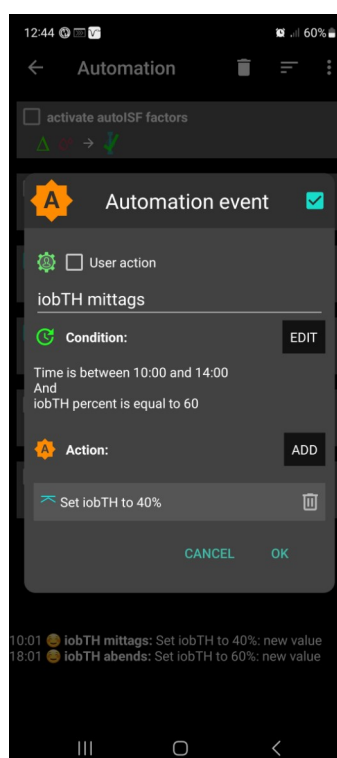 12:44 60%
Automation
activate autoISF factors
Automation event
User action
iobTH mittags
Condition:
EDIT
Time is between 10:00 and 14:00
And
iobTH percent is equal to 60
Action:
ADD
Set iobTH to 40%
CANCEL OK
10:01 iobTH mittags: Set iobTH to 40%: new value
18:01 iobTH abends: Set iobTH to 60%: new value